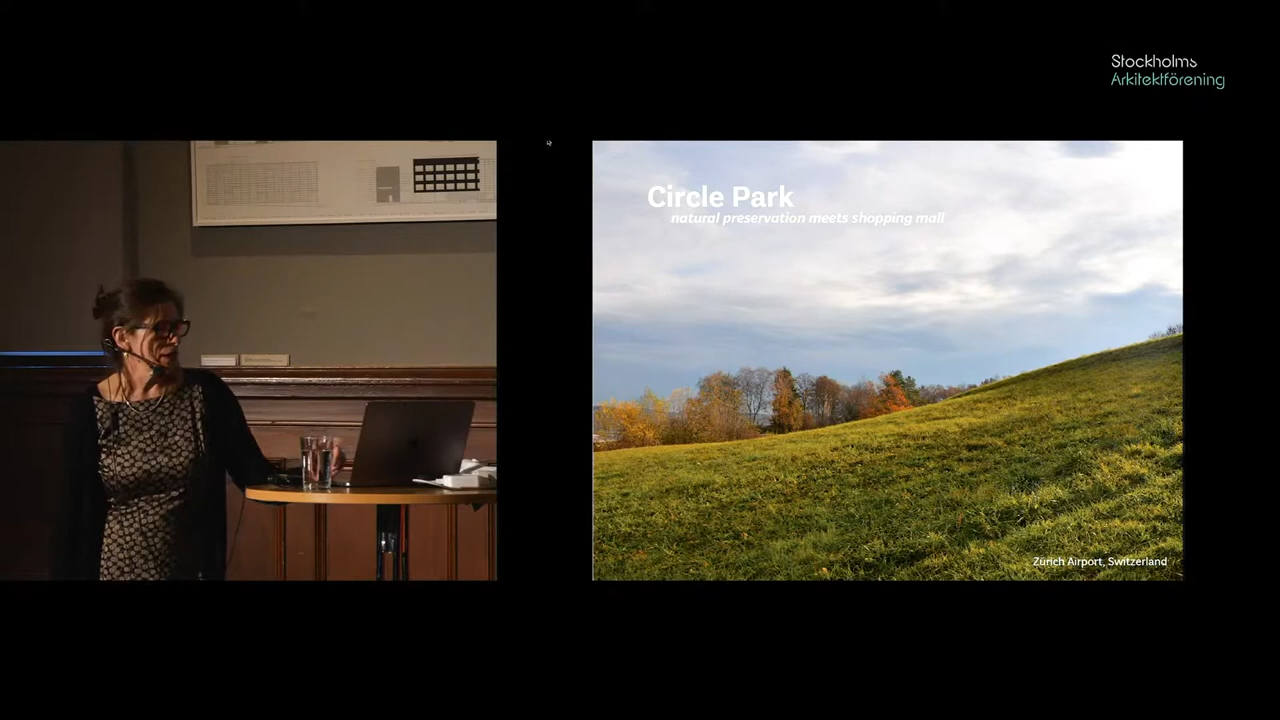 Stockholms
Arkitektförening
Circle Park
natural preservation meets shopping mall
Zürich Airport, Switzerland